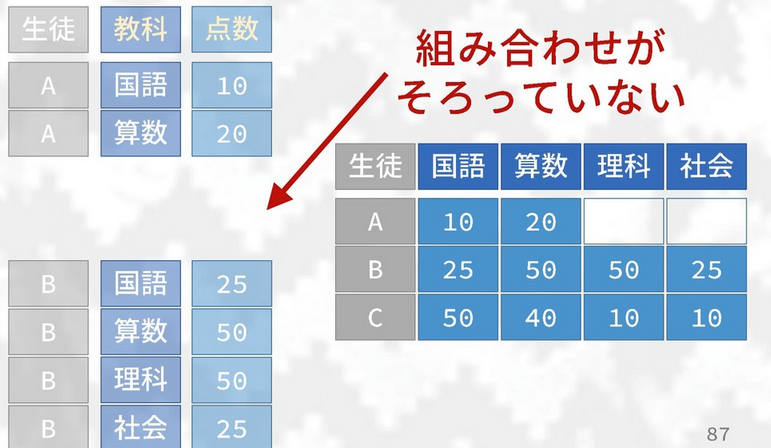 生徒 教科 点数
A 国語 10
A 算数 20
B 国語 25
B 算数 50
B 理科 50
B 社会 25
組み合わせが
そろっていない
生徒 国語 算数 理科 社会
A 10 20
B 25 50 50 25
C 50 40 10 10
87